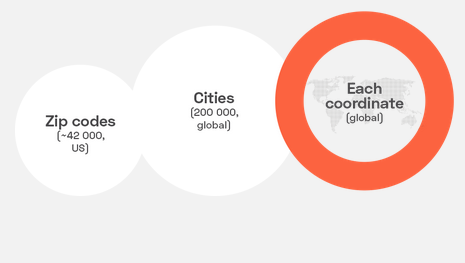 Zip codes
(~42 000,
US)
Cities
(200 000,
global)
Each
coordinate
(global)